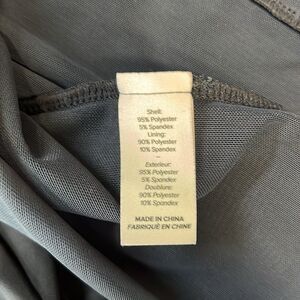 Shell:
95% Polyester
5% Spandex
Lining:
90% Polyester
10% Spandex
–
Exterieur:
95% Polyester
5% Spandex
Doublure:
90% Polyester
10% Spandex
MADE IN CHINA
FABRIQUÉ EN CHINE